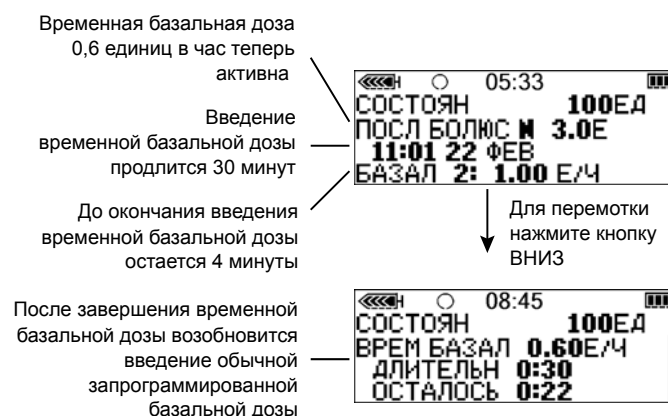 Временная базальная доза
0,6 единиц в час теперь
активна
Введение
временной базальной дозы
продлится 30 минут
До окончания введения
временной базальной дозы
остается 4 минуты
После завершения временной
базальной дозы возобновится
введение обычной
запрограммированной
базальной дозы
05:33
СОСТОЯН 100ЕД
ПОСЛ БОЛЮС N 3.0Е
11:01 22 ФЕВ
БАЗАЛ 2: 1.00 Е/Ч
Для перемотки
нажмите кнопку
ВНИЗ
08:45
СОСТОЯН 100ЕД
ВРЕМ БАЗАЛ 0.60Е/Ч
ДЛИТЕЛЬН 0:30
ОСТАЛОСЬ 0:22